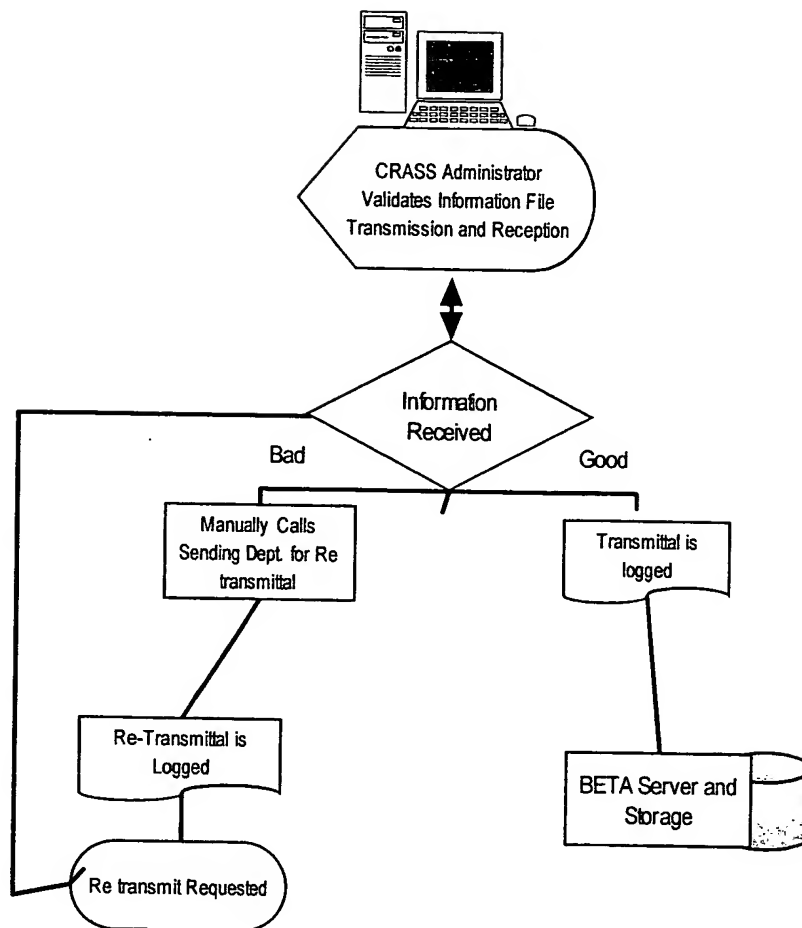 CRASS Administrator
Validates Information File
Transmission and Reception
Information
Received
Bad
Good
Manually Calls
Sending Dept. for Re
transmittal
Transmittal is
logged
Re-Transmittal is
Logged
BETA Server and
Storage
Re transmit Requested